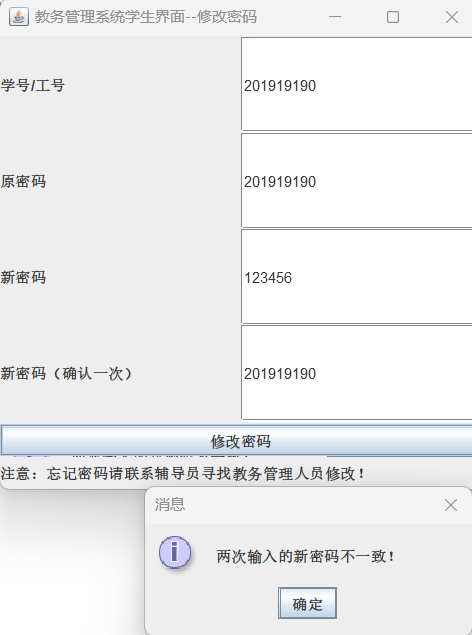 教务管理系统学生界面--修改密码
学号/工号
201919190
原密码
201919190
新密码
123456
新密码（确认一次）
201919190
修改密码
注意：忘记密码请联系辅导员寻找教务管理人员修改！
消息
两次输入的新密码不一致！
确定